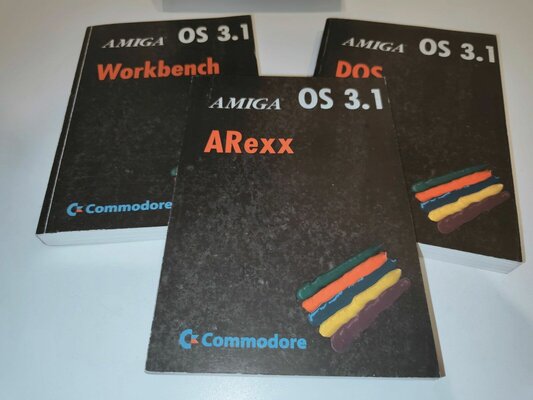 AMIGA OS 3.1
Workbench
Commodore
AMIGA OS 3.1
DOS
AMIGA OS 3.1
ARexx
Commodore